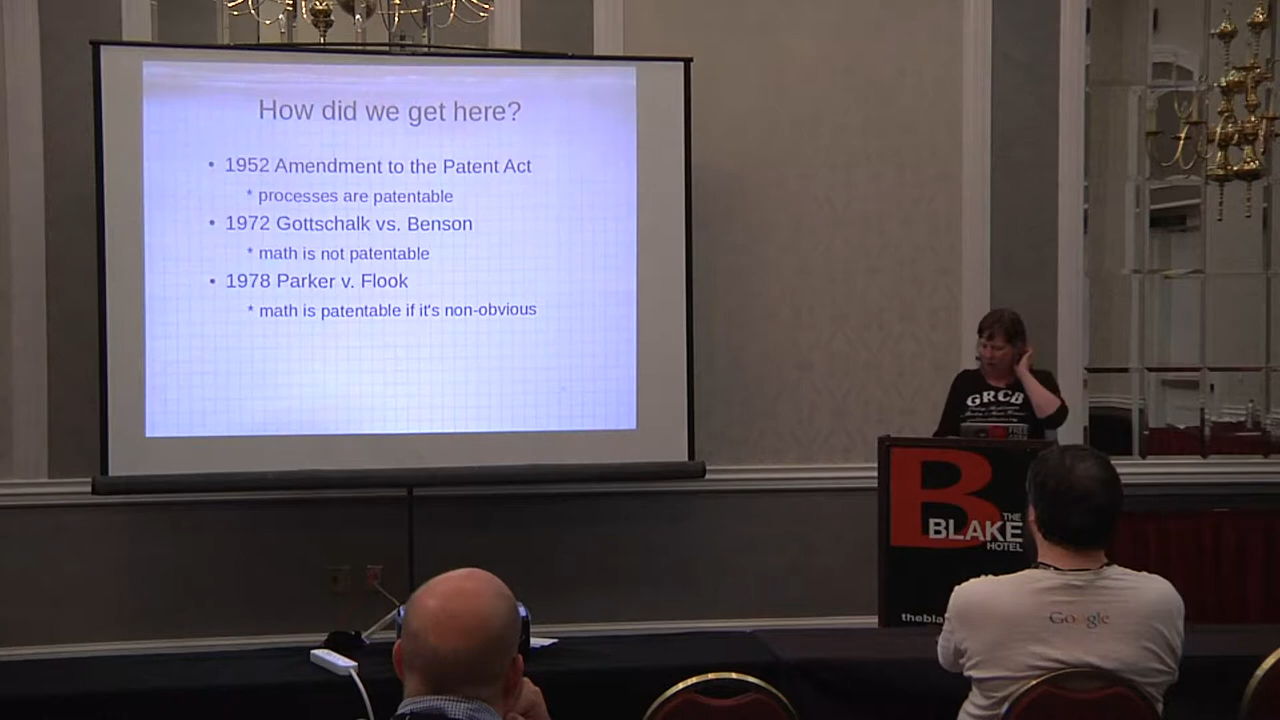 How did we get here?
• 1952 Amendment to the Patent Act
* processes are patentable
• 1972 Gottschalk vs. Benson
* math is not patentable
• 1978 Parker v. Flook
* math is patentable if it's non-obvious
GRCB
FREE
B
THE
BLAKE
HOTEL
thebla
Google